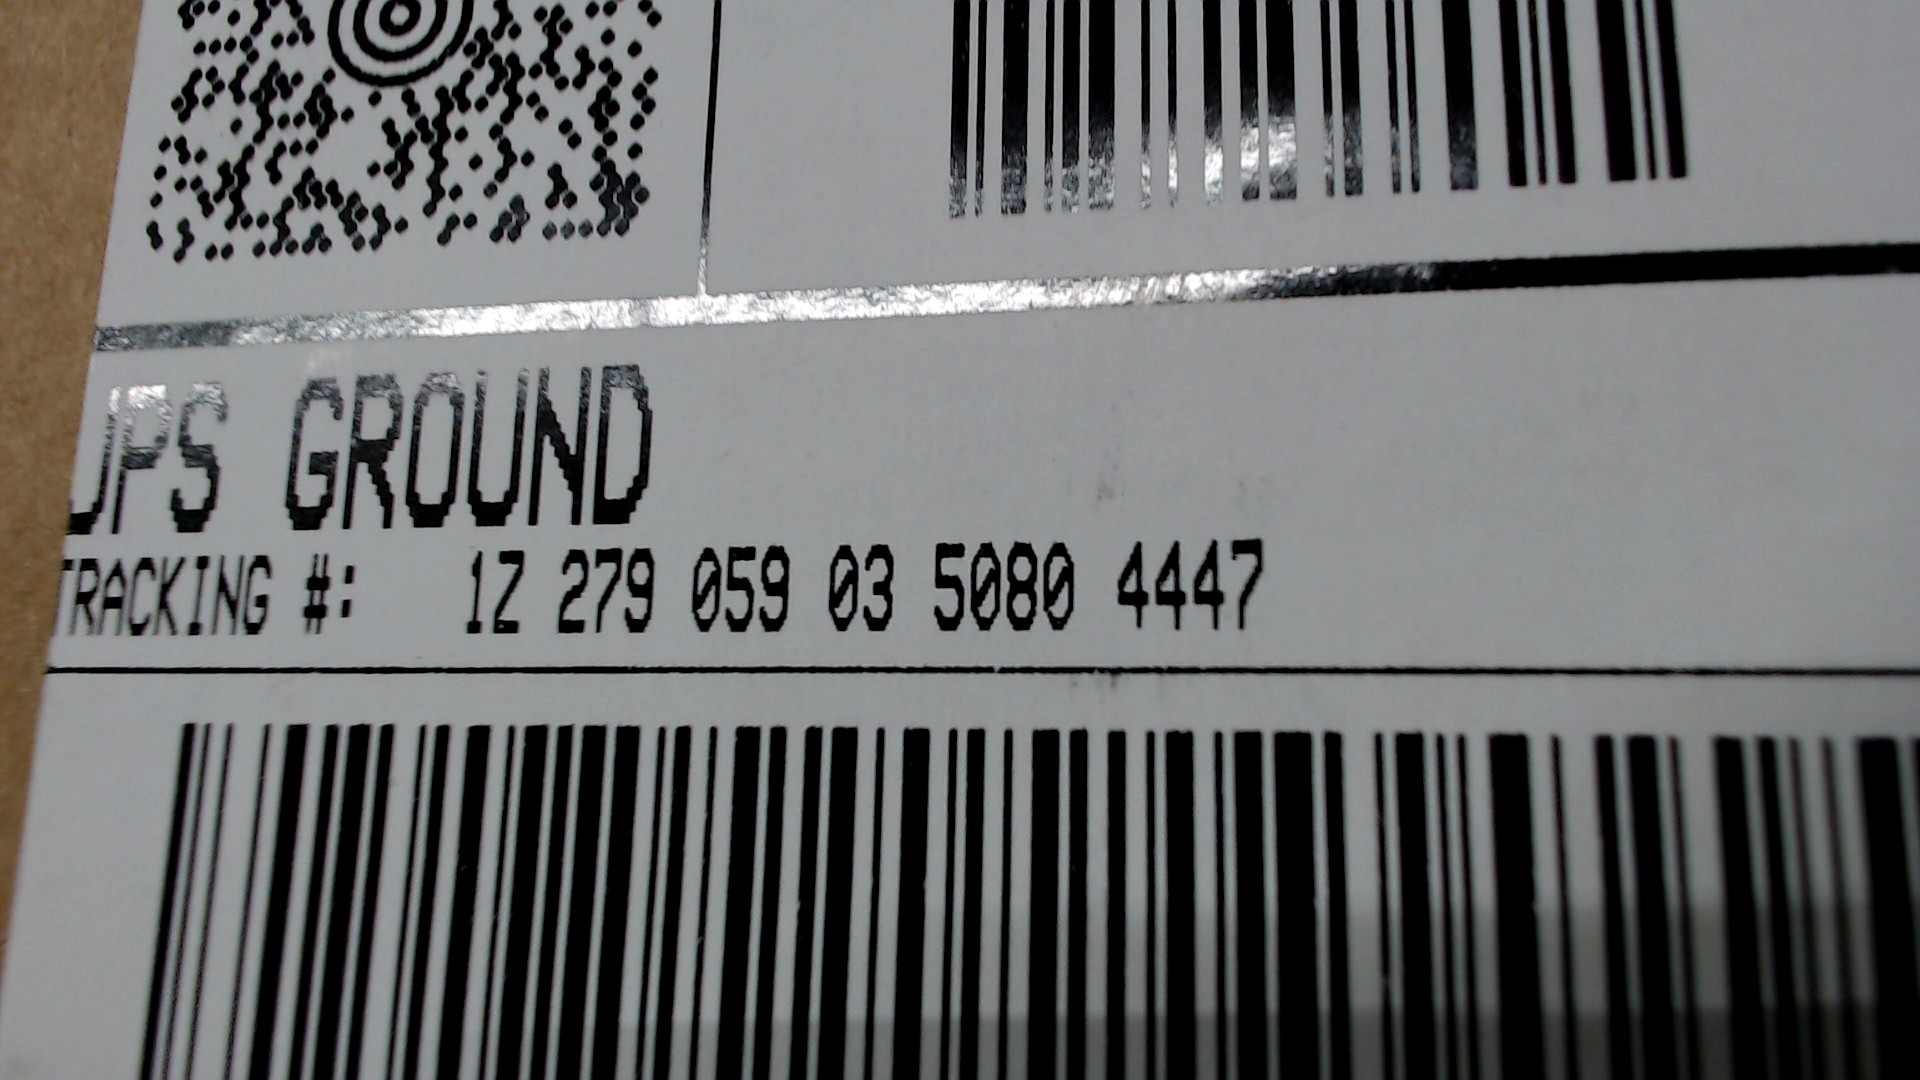 UPS GROUND
TRACKING #: 1Z 279 059 03 5080 4447